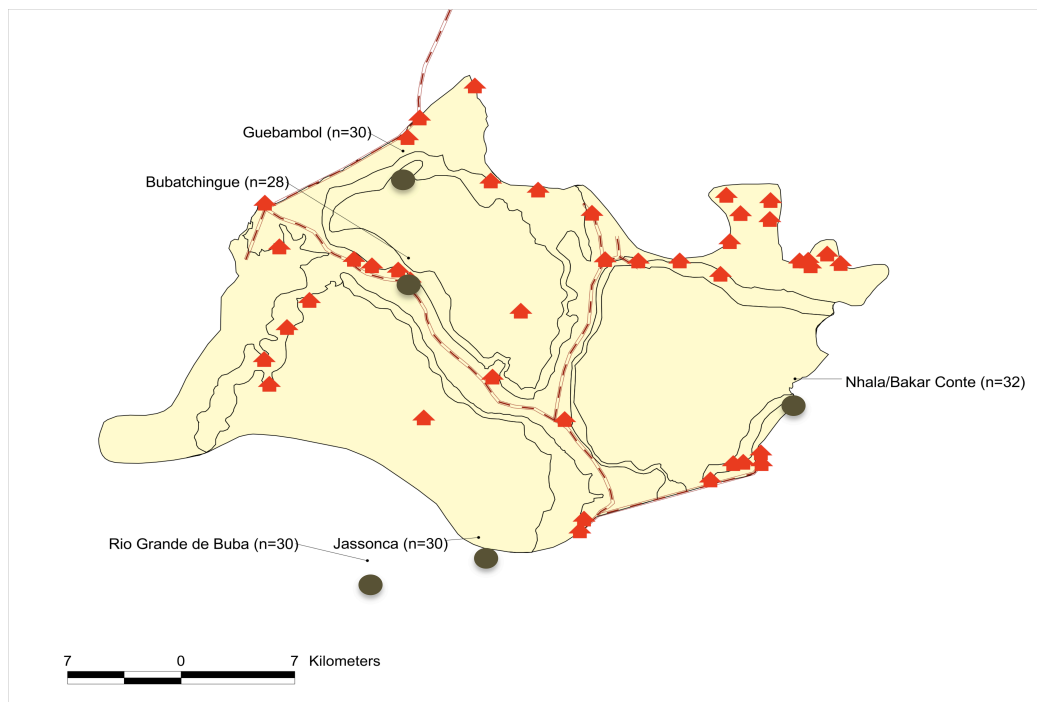 Guebambol (n=30)
Bubatchingue (n=28)
Nhala/Bakar Conte (n=32)
Rio Grande de Buba (n=30)
Jassonca (n=30)
7 0 7 Kilometers